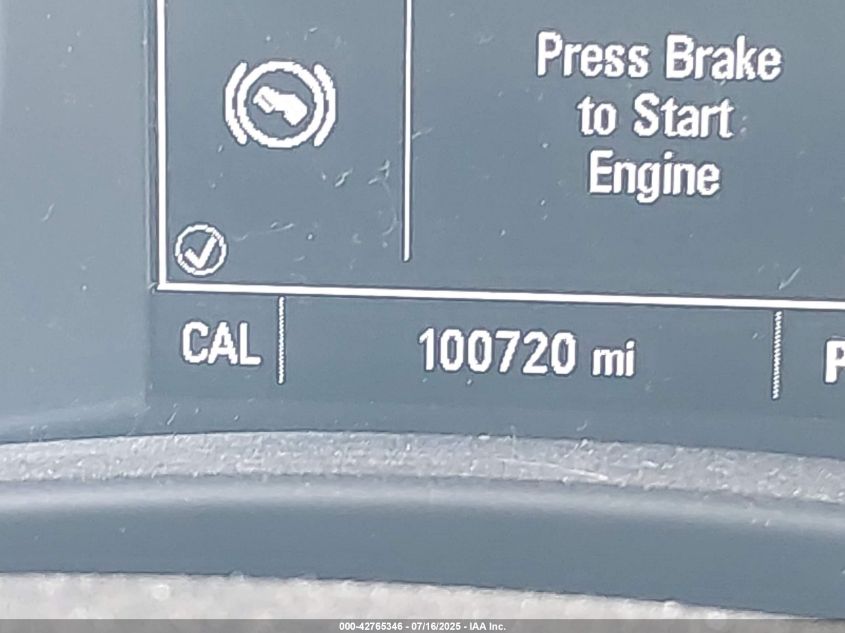 Press Brake
to Start
Engine
CAL
100720 mi
P
000-42765346 - 07/16/2025 - IAA Inc.